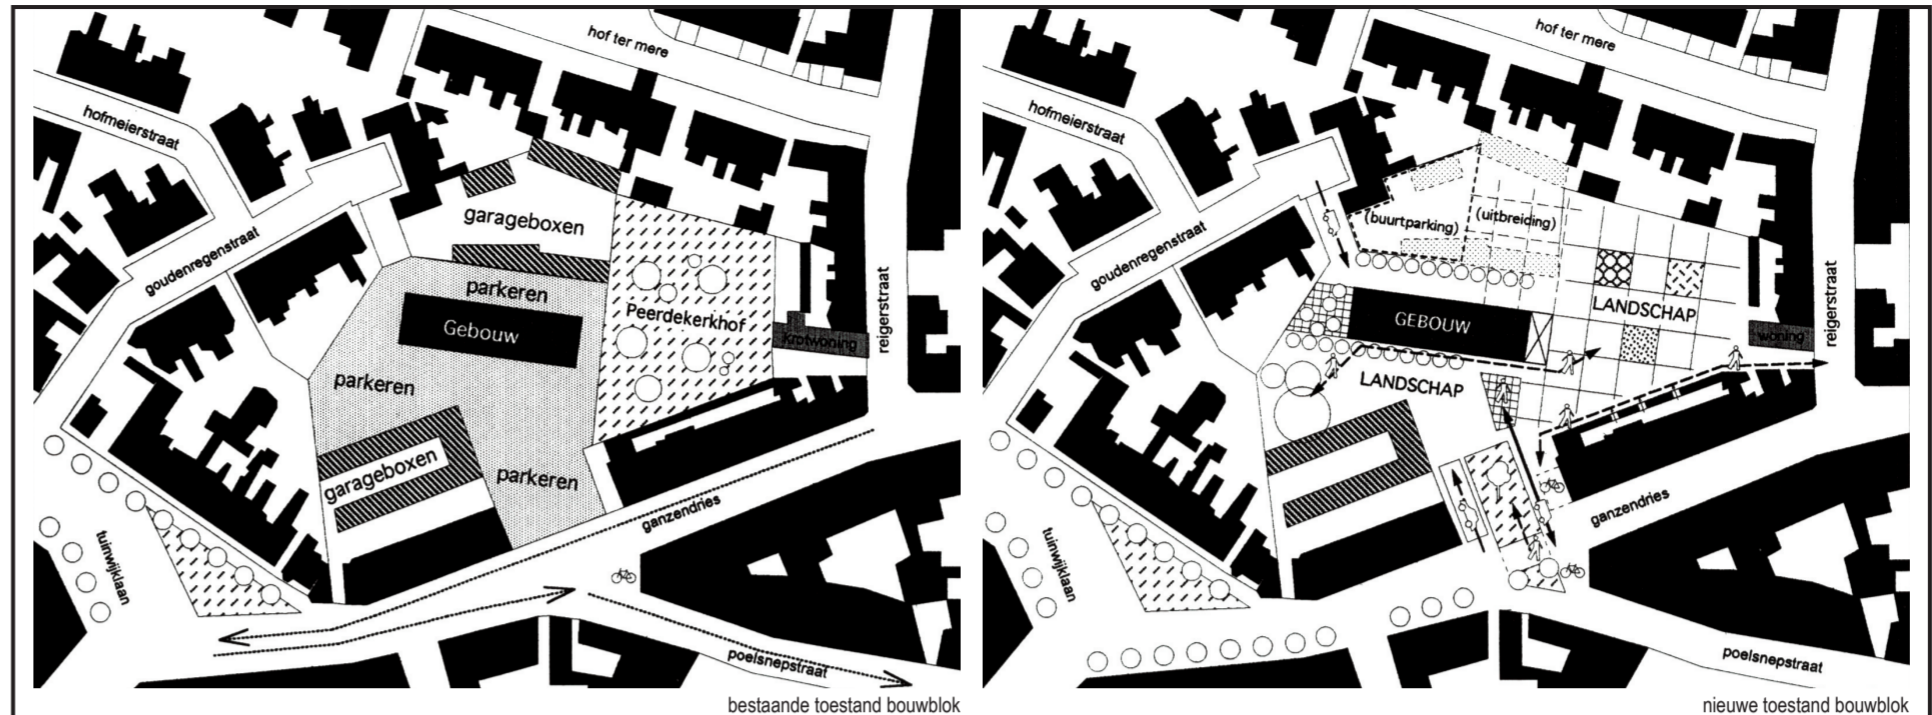 hof ter mere
hofmeierstraat
garageboxen
goudenregenstraat
parkeren
Peerdekerkhof
Gebouw
krotwoning
reigerstraat
parkeren
garageboxen
parkeren
ganzendries
tuinwijklaan
poelsnepstraat
bestaande toestand bouwblok
hof ter mere
hofmeierstraat
(buurtparking)
(uitbreiding)
goudenregenstraat
LANDSCHAP
GEBOUW
woning
reigerstraat
LANDSCHAP
ganzendries
tuinwijklaan
poelsnepstraat
nieuwe toestand bouwblok